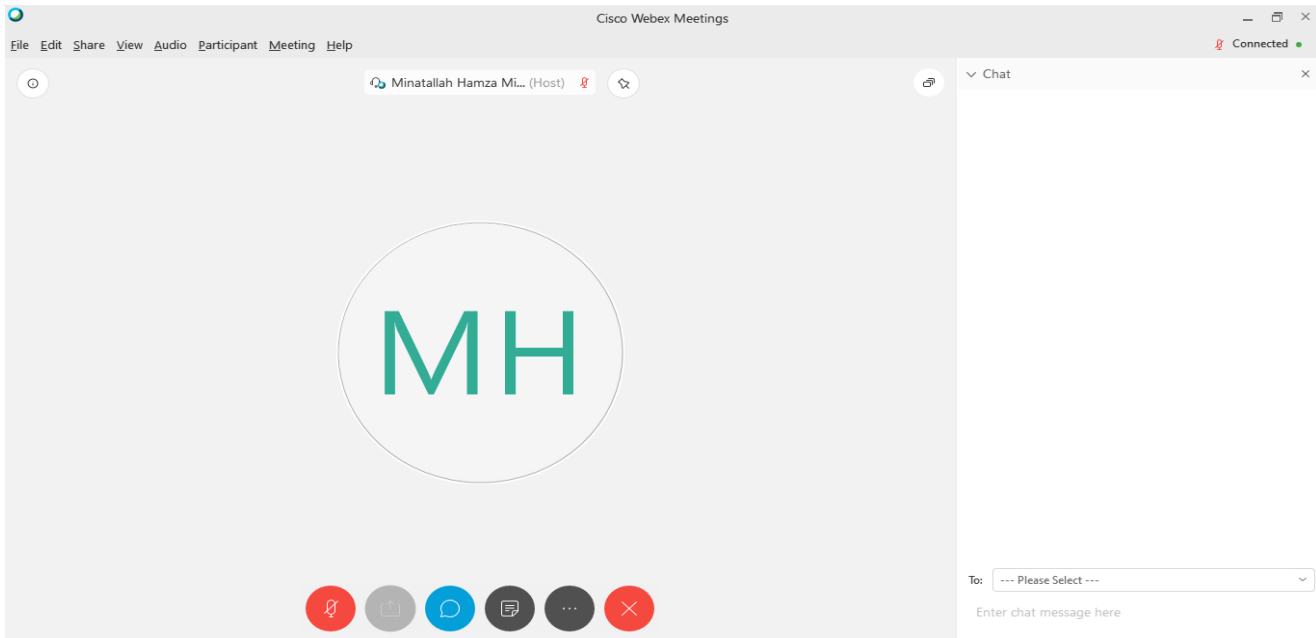 Cisco Webex Meetings
File Edit Share View Audio Participant Meeting Help
Connected
Minatallah Hamza Mi... (Host)
Chat
MH
To: --- Please Select ---
Enter chat message here